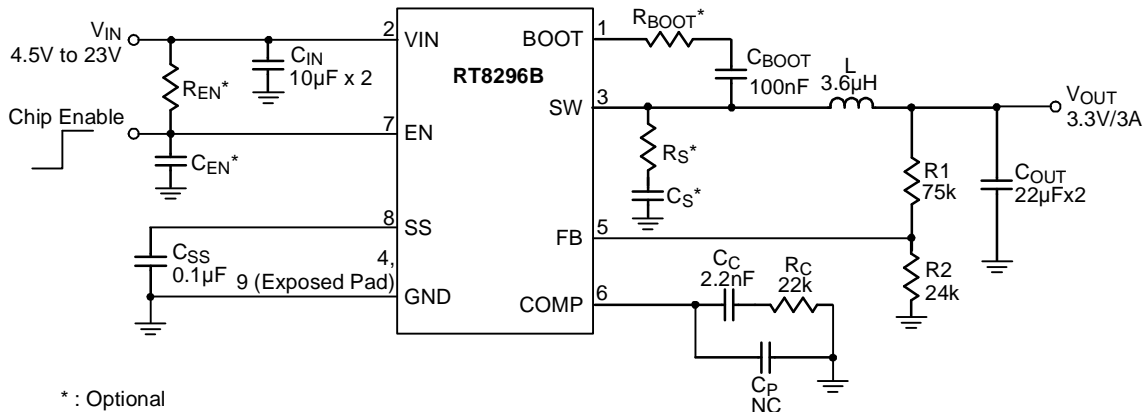 VIN
4.5V to 23V
REN*
Chip Enable
CEN*
CIN
10µF x 2
2
VIN
7
EN
8
SS
CSS
0.1µF
4,
9 (Exposed Pad)
GND
RT8296B
BOOT
1
RBOOT*
CBOOT
100nF
SW
3
L
3.6µH
VOUT
3.3V/3A
RS*
CS*
R1
75k
COUT
22µFx2
FB
5
R2
24k
COMP
6
CC
2.2nF
RC
22k
CP
NC
* : Optional